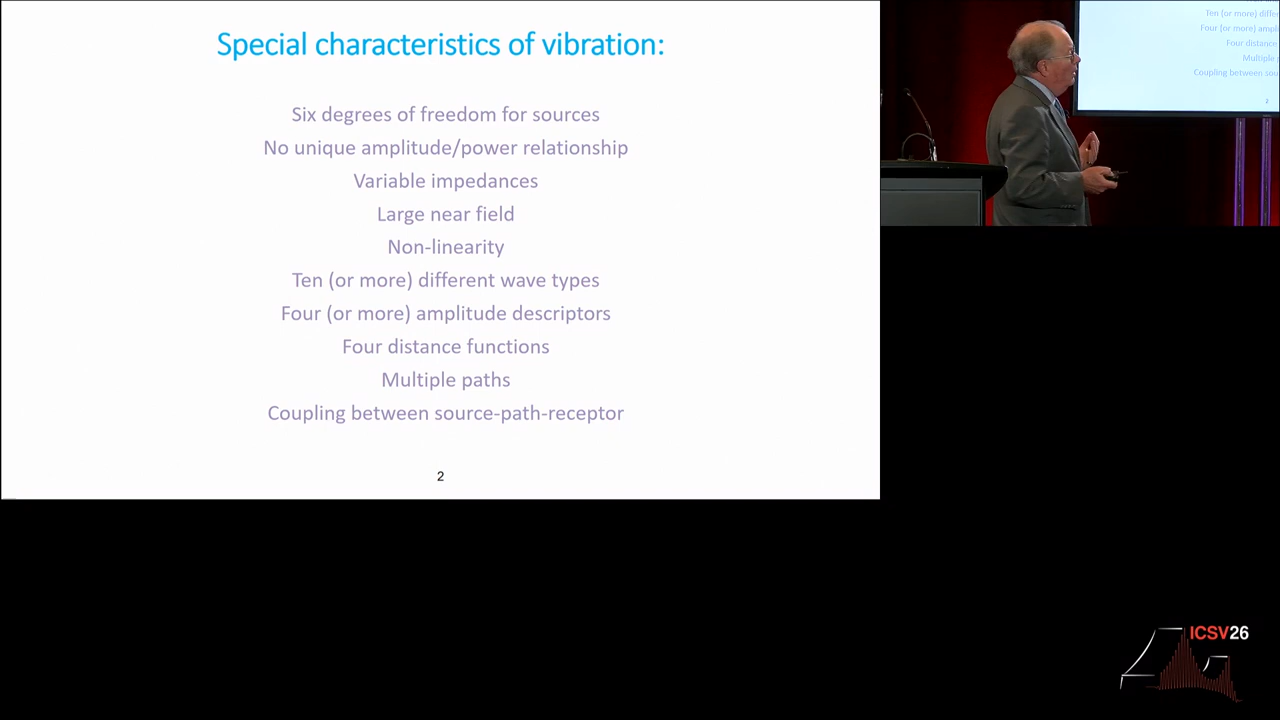 Special characteristics of vibration:
Six degrees of freedom for sources
No unique amplitude/power relationship
Variable impedances
Large near field
Non-linearity
Ten (or more) different wave types
Four (or more) amplitude descriptors
Four distance functions
Multiple paths
Coupling between source-path-receptor
2
Ten (or more) diffe
Four (or more) ampl
Four distance
Multiple
Coupling between sou
2
ICSV26